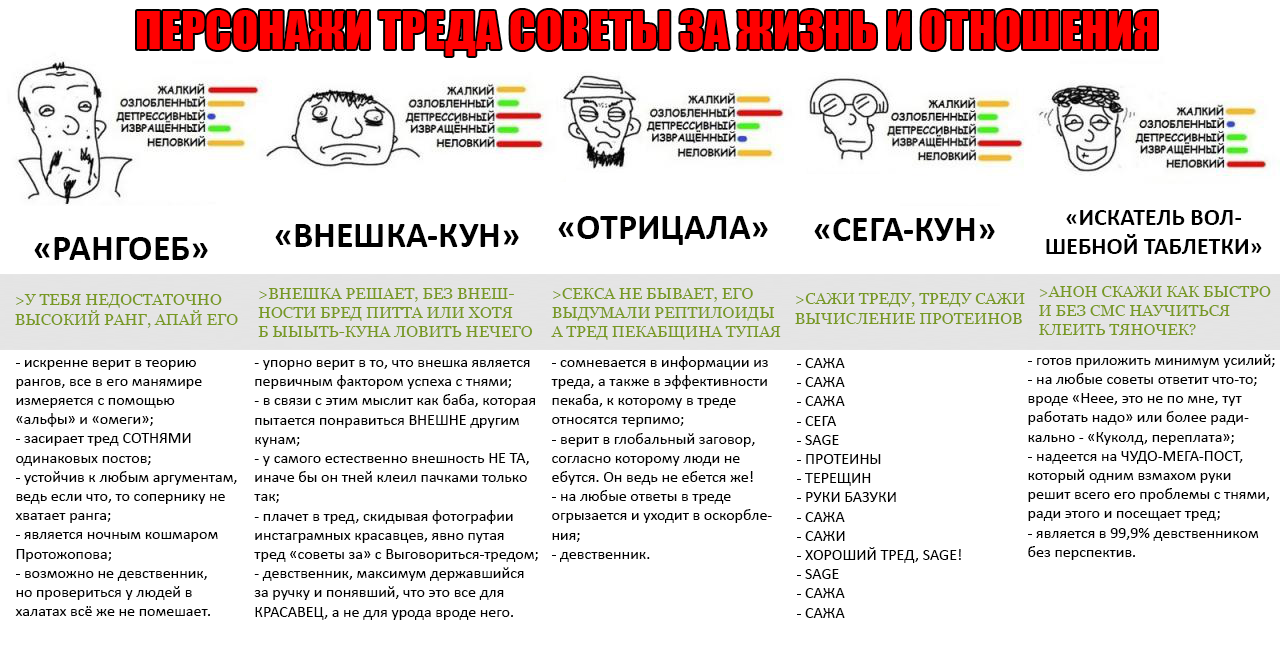 ПЕРСОНАЖИ ТРЕДА СОВЕТЫ ЗА ЖИЗНЬ И ОТНОШЕНИЯ
ЖАЛКИЙ
ОЗЛОБЛЕННЫЙ
ДЕПРЕССИВНЫЙ
ИЗВРАЩЁННЫЙ
НЕЛОВКИЙ
«РАНГОЕБ»
>У ТЕБЯ НЕДОСТАТОЧНО
ВЫСОКИЙ РАНГ, АПАЙ ЕГО
- искренне верит в теорию
рангов, все в его манямире
измеряется с помощью
«альфы» и «омеги»;
- засирает тред СОТНЯМИ
одинаковых постов;
- устойчив к любым аргументам,
ведь если что, то сопернику не
хватает ранга;
- является ночным кошмаром
Протожопова;
- возможно не девственник,
но провериться у людей в
халатах всё же не помешает.
ЖАЛКИЙ
ОЗЛОБЛЕННЫЙ
ДЕПРЕССИВНЫЙ
ИЗВРАЩЁННЫЙ
НЕЛОВКИЙ
«ВНЕШКА-КУН»
>ВНЕШКА РЕШАЕТ, БЕЗ ВНЕШ-
НОСТИ БРЕД ПИТТА ИЛИ ХОТЯ
Б ЫЫЫТЬ-КУНА ЛОВИТЬ НЕЧЕГО
- упорно верит в то, что внешка является
первичным фактором успеха с тнями;
- в связи с этим мыслит как баба, которая
пытается понравиться ВНЕШНЕ другим
кунам;
- у самого естественно внешность НЕ ТА,
иначе бы он тней клеил пачками только
так;
- плачет в тред, скидывая фотографии
инстаграмных красавцев, явно путая
тред «советы за» с Выговориться-тредом;
- девственник, максимум державшийся
за ручку и понявший, что это все для
КРАСАВЕЦ, а не для урода вроде него.
ЖАЛКИЙ
ОЗЛОБЛЕННЫЙ
ДЕПРЕССИВНЫЙ
ИЗВРАЩЁННЫЙ
НЕЛОВКИЙ
«ОТРИЦАЛА»
>СЕКСА НЕ БЫВАЕТ, ЕГО
ВЫДУМАЛИ РЕПТИЛОИДЫ
А ТРЕД ПЕКАБЩИНА ТУПАЯ
- сомневается в информации из
треда, а также в эффективности
пекаба, к которому в треде
относятся терпимо;
- верит в глобальный заговор,
согласно которому люди не
ебутся. Он ведь не ебется же!
- на любые ответы в треде
огрызается и уходит в оскорбле-
ния;
- девственник.
ЖАЛКИЙ
ОЗЛОБЛЕННЫЙ
ДЕПРЕССИВНЫЙ
ИЗВРАЩЁННЫЙ
НЕЛОВКИЙ
«СЕГА-КУН»
>САЖИ ТРЕДУ, ТРЕДУ САЖИ
ВЫЧИСЛЕНИЕ ПРОТЕИНОВ
- САЖА
- САЖА
- САЖА
- СЕГА
- SAGE
- ПРОТЕИНЫ
- ТЕРЕЩИН
- РУКИ БАЗУКИ
- САЖА
- САЖИ
- ХОРОШИЙ ТРЕД, SAGE!
- SAGE
- САЖА
- САЖА
ЖАЛКИЙ
ОЗЛОБЛЕННЫЙ
ДЕПРЕССИВНЫЙ
ИЗВРАЩЁННЫЙ
НЕЛОВКИЙ
«ИСКАТЕЛЬ ВОЛ-
ШЕБНОЙ ТАБЛЕТКИ»
>АНОН СКАЖИ КАК БЫСТРО
И БЕЗ СМС НАУЧИТЬСЯ
КЛЕИТЬ ТЯНОЧЕК?
- готов приложить минимум усилий;
- на любые советы ответит что-то;
вроде «Неее, это не по мне, тут
работать надо» или более ради-
кально - «Куколд, переплата»;
- надеется на ЧУДО-МЕГА-ПОСТ,
который одним взмахом руки
решит всего его проблемы с тнями,
ради этого и посещает тред;
- является в 99,9% девственником
без перспектив.